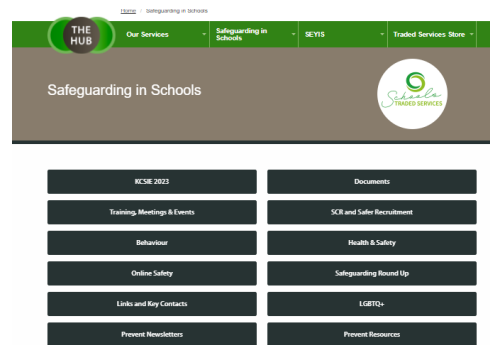 Home > Safeguarding in Schools
THE HUB
Our Services
Safeguarding in Schools
SEYIS
Traded Services Store
Safeguarding in Schools
Schools
TRADED SERVICES
KCSIE 2023
Documents
Training, Meetings & Events
SCR and Safer Recruitment
Behaviour
Health & Safety
Online Safety
Safeguarding Round Up
Links and Key Contacts
LGBTQ+
Prevent Newsletters
Prevent Resources